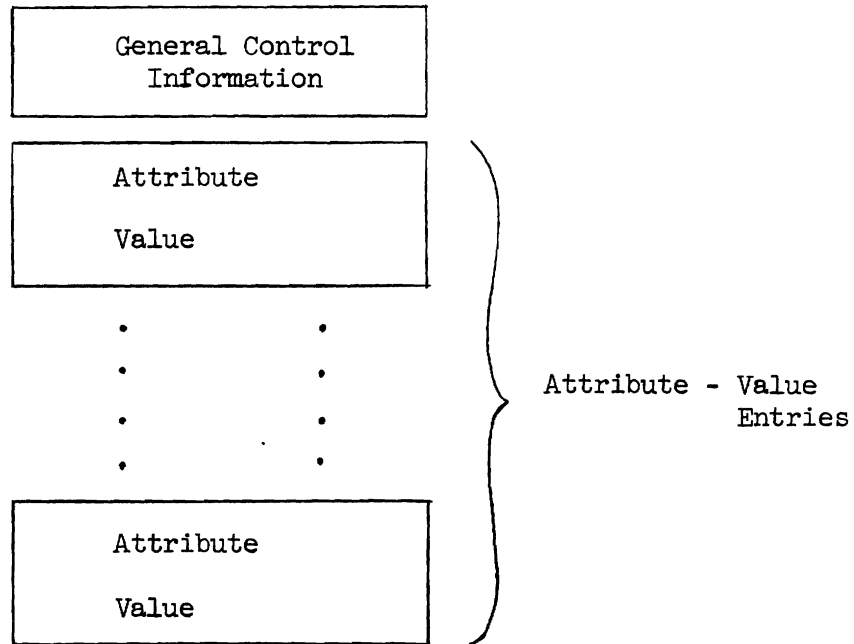 General Control
Information
Attribute
Value
Attribute - Value
Entries
Attribute
Value